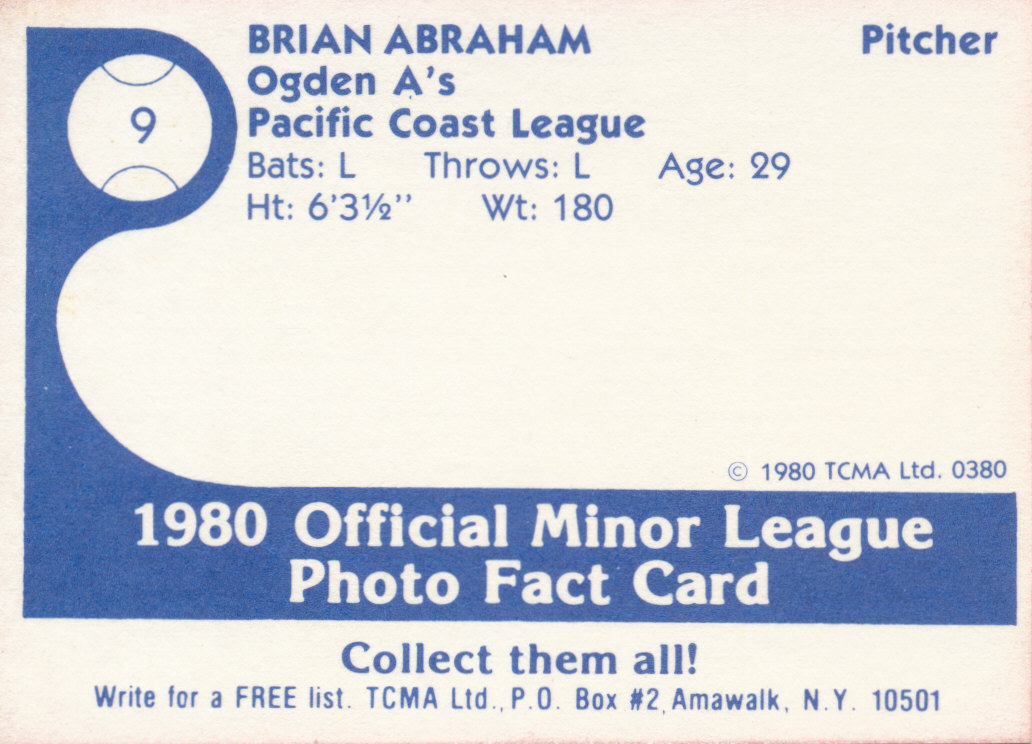 9
BRIAN ABRAHAM Pitcher
Ogden A's
Pacific Coast League
Bats: L Throws: L Age: 29
Ht: 6'3½'' Wt: 180
© 1980 TCMA Ltd. 0380
1980 Official Minor League
Photo Fact Card
Collect them all!
Write for a FREE list. TCMA Ltd., P.O. Box #2, Amawalk, N.Y. 10501